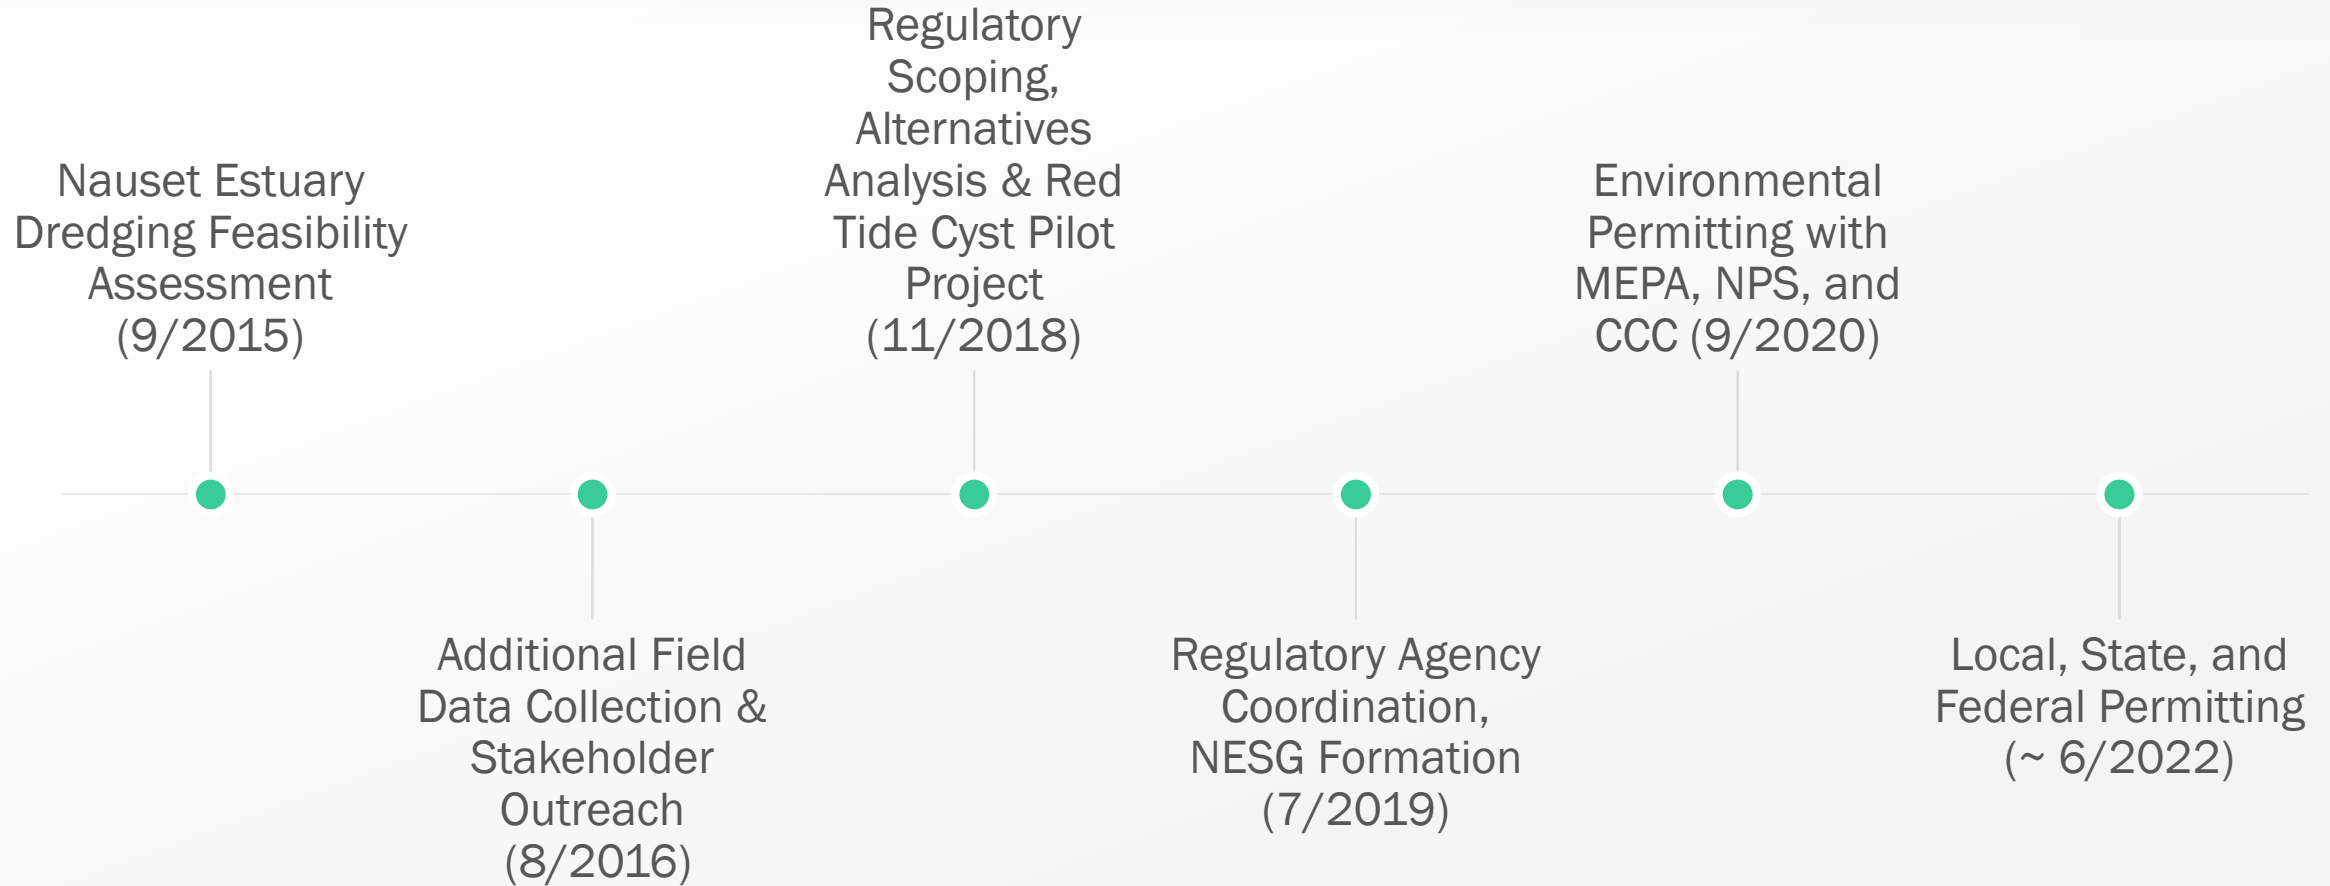 Nauset Estuary
Dredging Feasibility
Assessment
(9/2015)
Additional Field
Data Collection &
Stakeholder
Outreach
(8/2016)
Regulatory
Scoping,
Alternatives
Analysis & Red
Tide Cyst Pilot
Project
(11/2018)
Regulatory Agency
Coordination,
NESG Formation
(7/2019)
Environmental
Permitting with
MEPA, NPS, and
CCC (9/2020)
Local, State, and
Federal Permitting
(~ 6/2022)